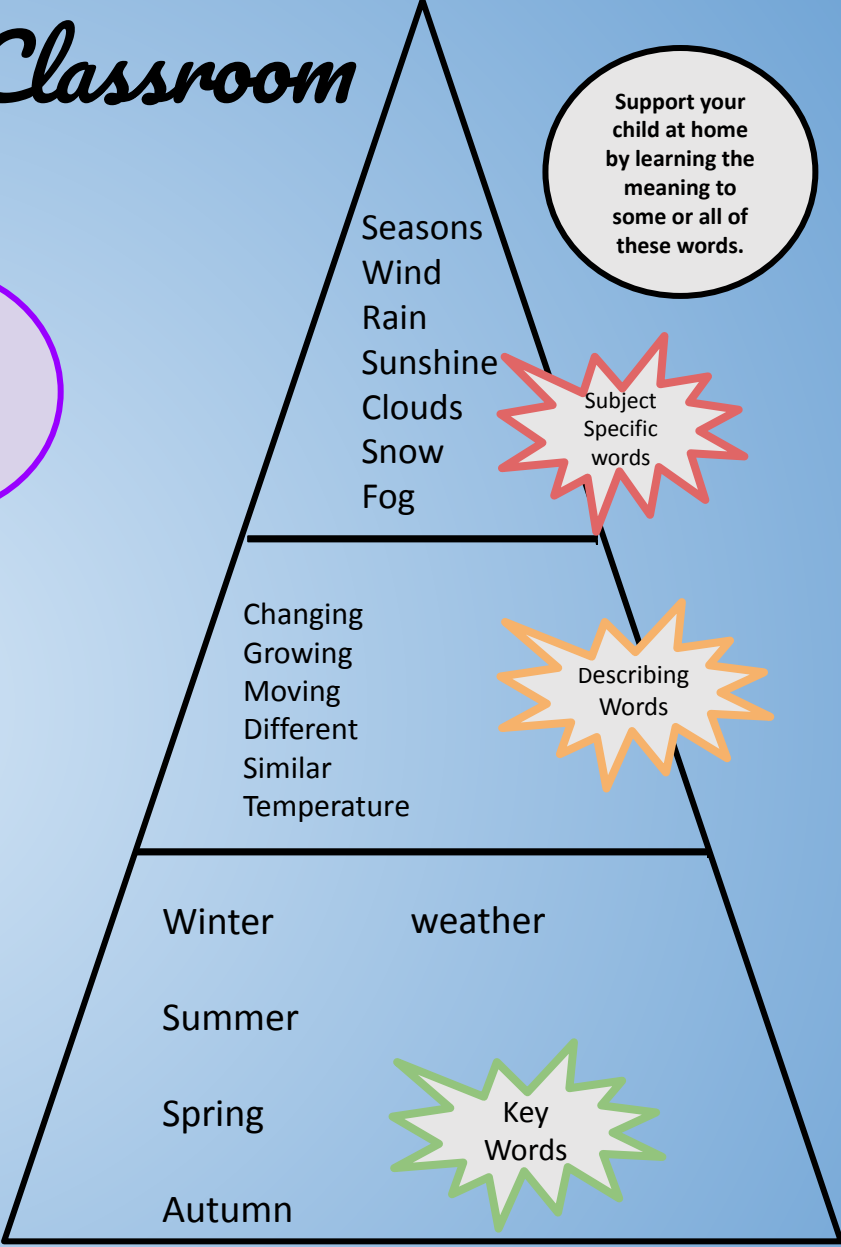 Classroom
Support your
child at home
by learning the
meaning to
some or all of
these words.
Seasons
Wind
Rain
Sunshine
Clouds
Snow
Fog
Subject
Specific
words
Changing
Growing
Moving
Different
Similar
Temperature
Describing
Words
Winter
weather
Summer
Spring
Autumn
Key
Words